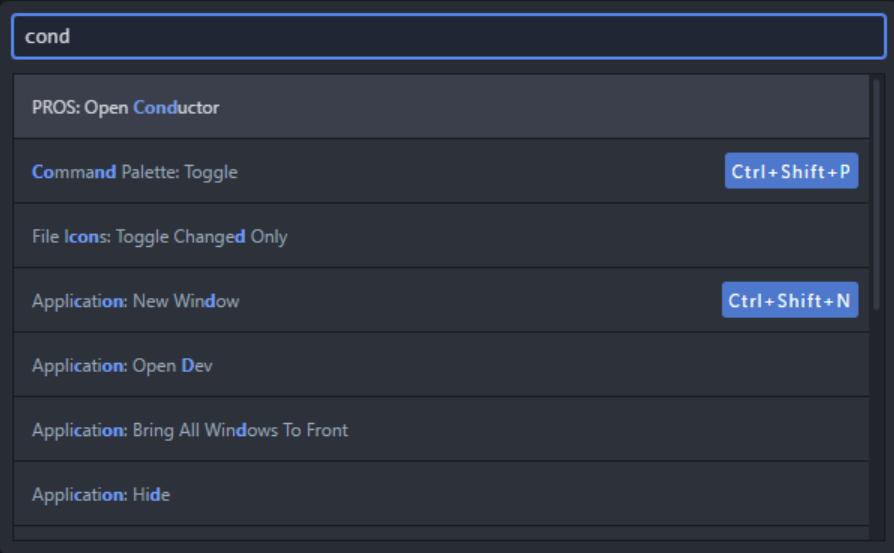 cond
PROS: Open Conductor
Command Palette: Toggle Ctrl+Shift+P
File Icons: Toggle Changed Only
Application: New Window Ctrl+Shift+N
Application: Open Dev
Application: Bring All Windows To Front
Application: Hide